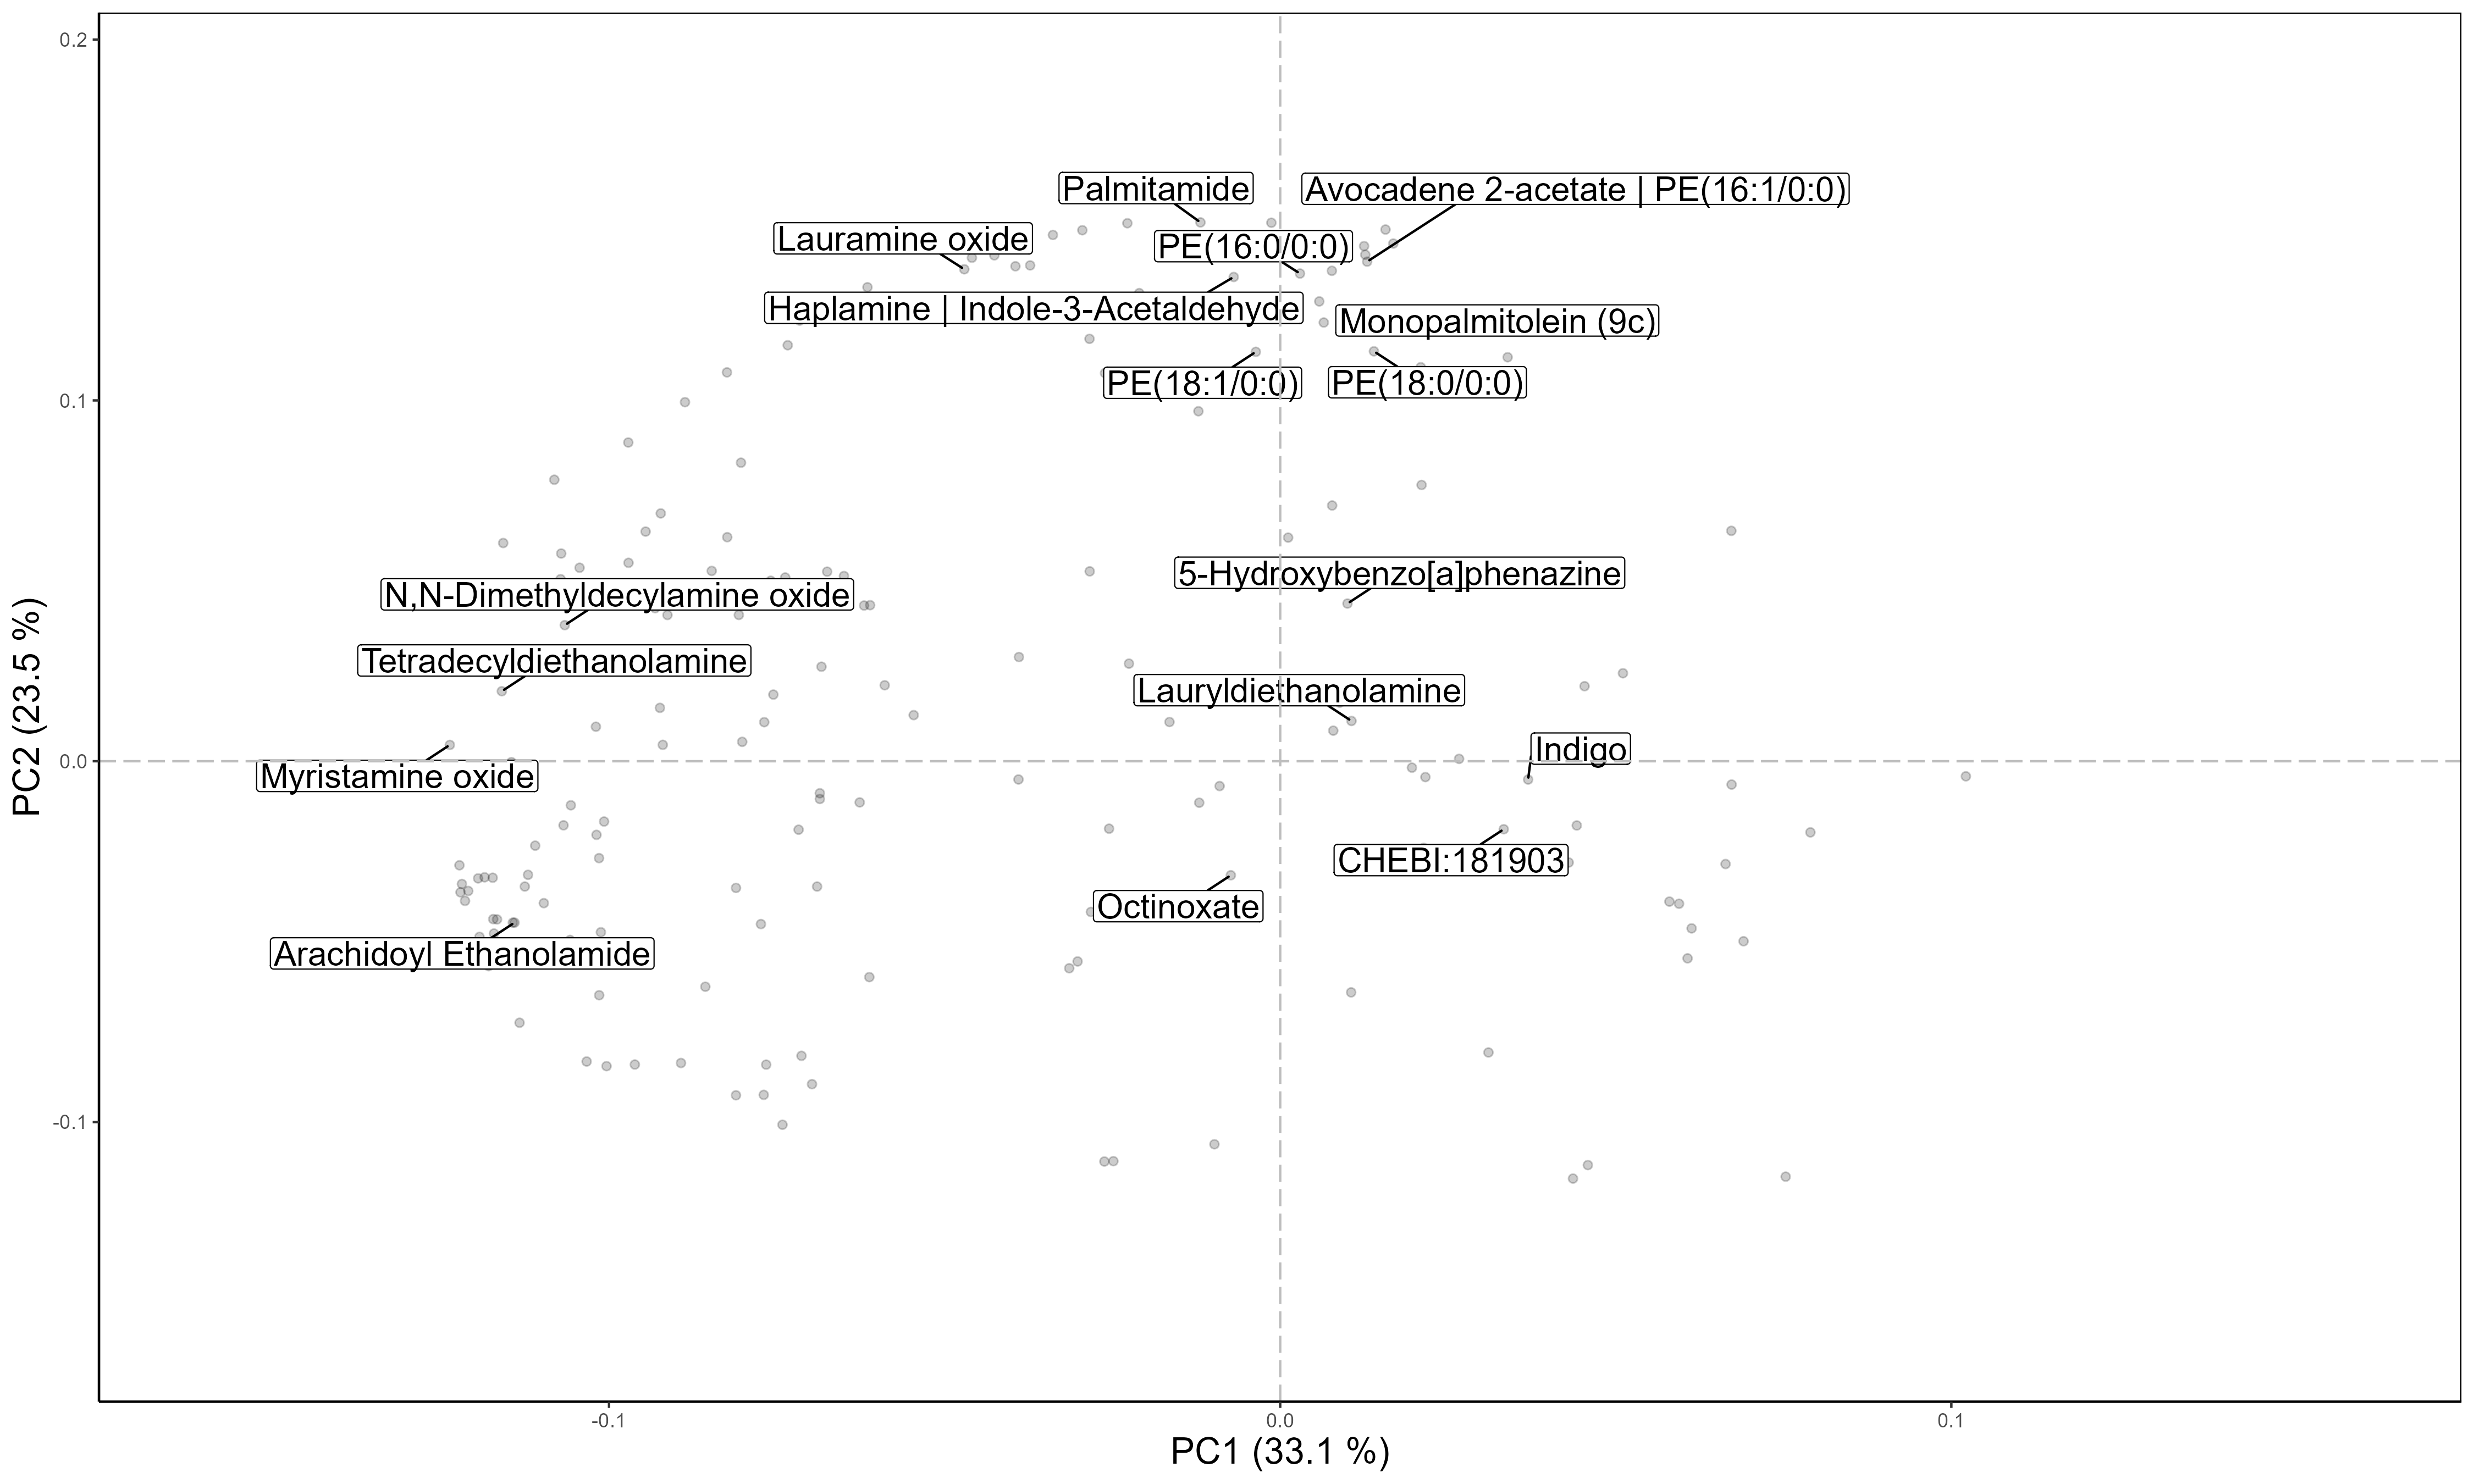 0.2
Palmitamide
Avocadene 2-acetate | PE(16:1/0:0)
Lauramine oxide
PE(16:0/0:0)
Haplamine | Indole-3-Acetaldehyde
Monopalmitolein (9c)
PE(18:1/0:0)
PE(18:0/0:0)
0.1
5-Hydroxybenzo[a]phenazine
N,N-Dimethyldecylamine oxide
Tetradecyldiethanolamine
Lauryldiethanolamine
Indigo
0.0
Myristamine oxide
CHEBI:181903
Octinoxate
Arachidoyl Ethanolamide
-0.1
PC2 (23.5 %)
-0.1
0.0
0.1
PC1 (33.1 %)